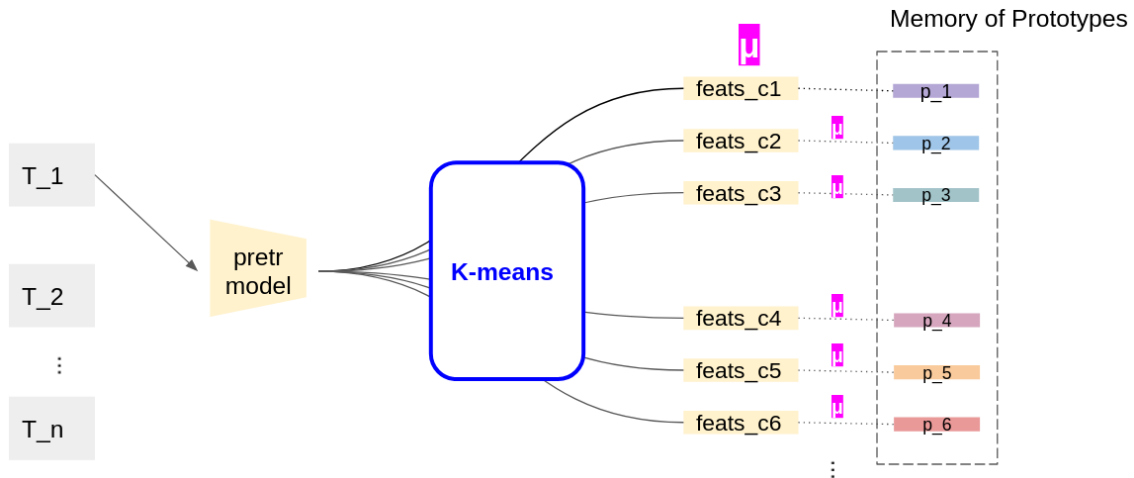 Memory of Prototypes
µ
feats_c1
p_1
feats_c2
µ
p_2
feats_c3
µ
p_3
T_1
pretr
model
K-means
T_2
⋮
T_n
feats_c4
µ
p_4
feats_c5
µ
p_5
feats_c6
µ
p_6
⋮